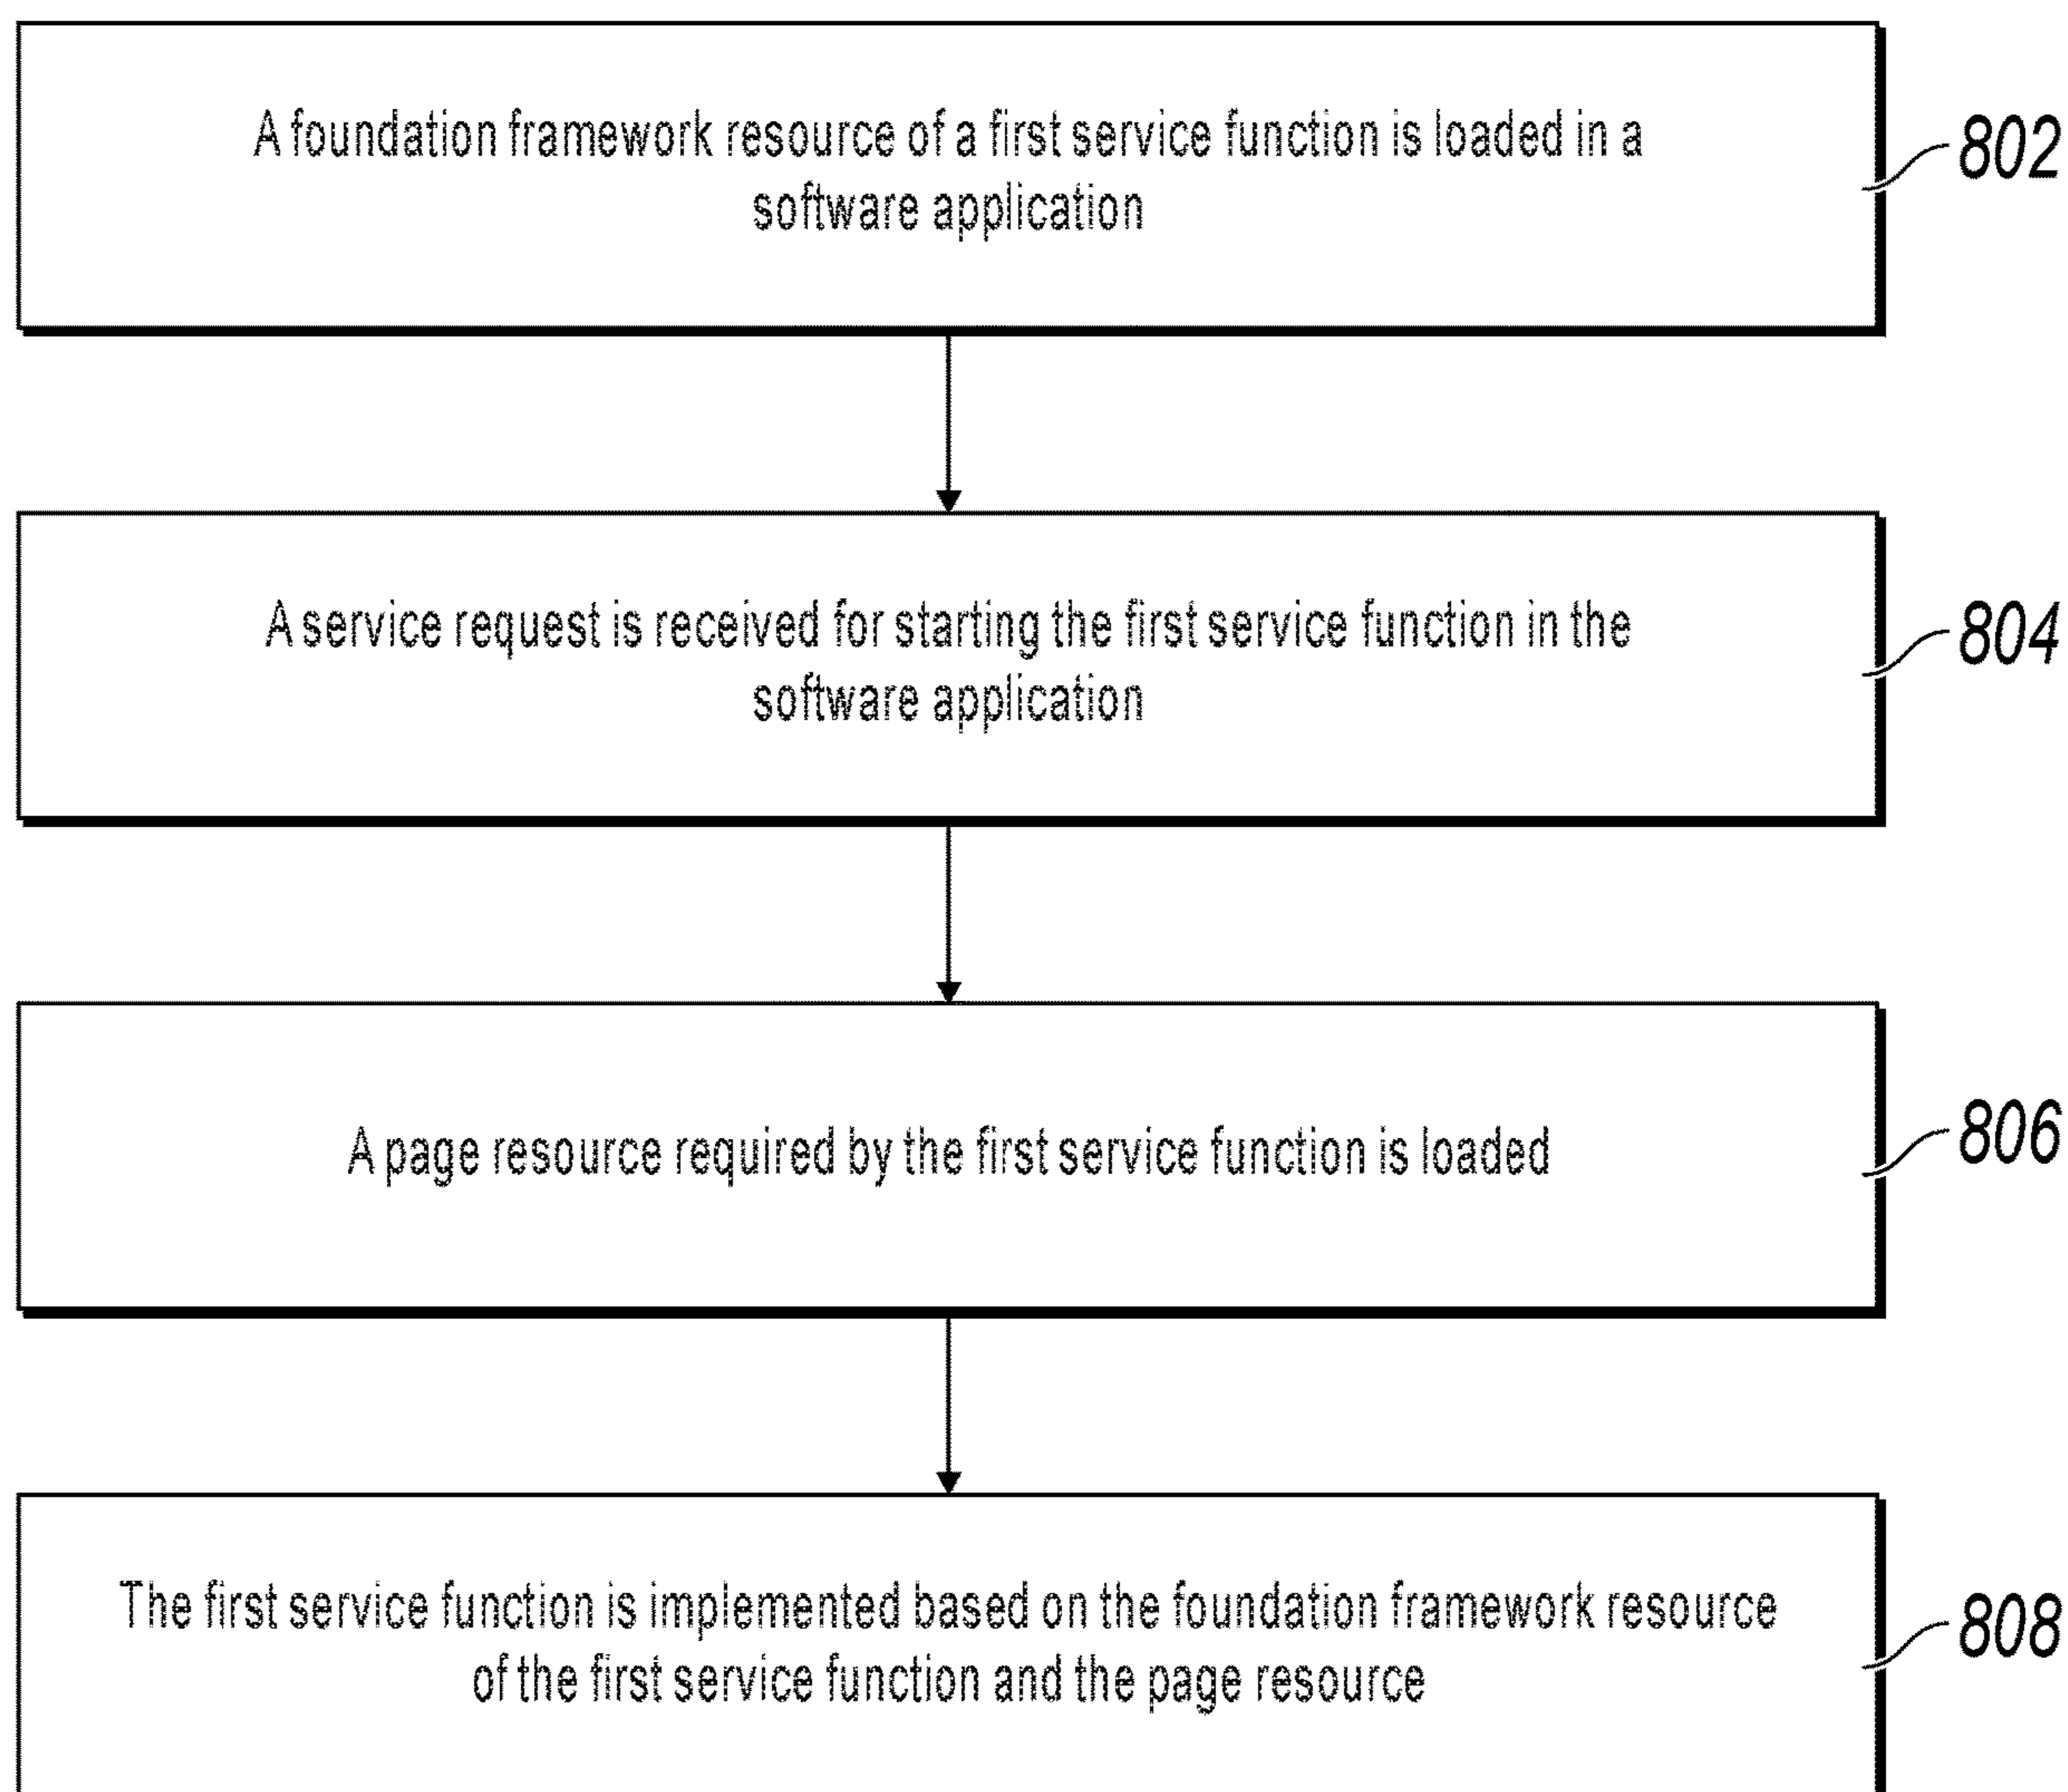 A foundation framework resource of a first service function is loaded in a
software application
802
A service request is received for starting the first service function in the
software application
804
A page resource required by the first service function is loaded
806
The first service function is implemented based on the foundation framework resource
of the first service function and the page resource
808